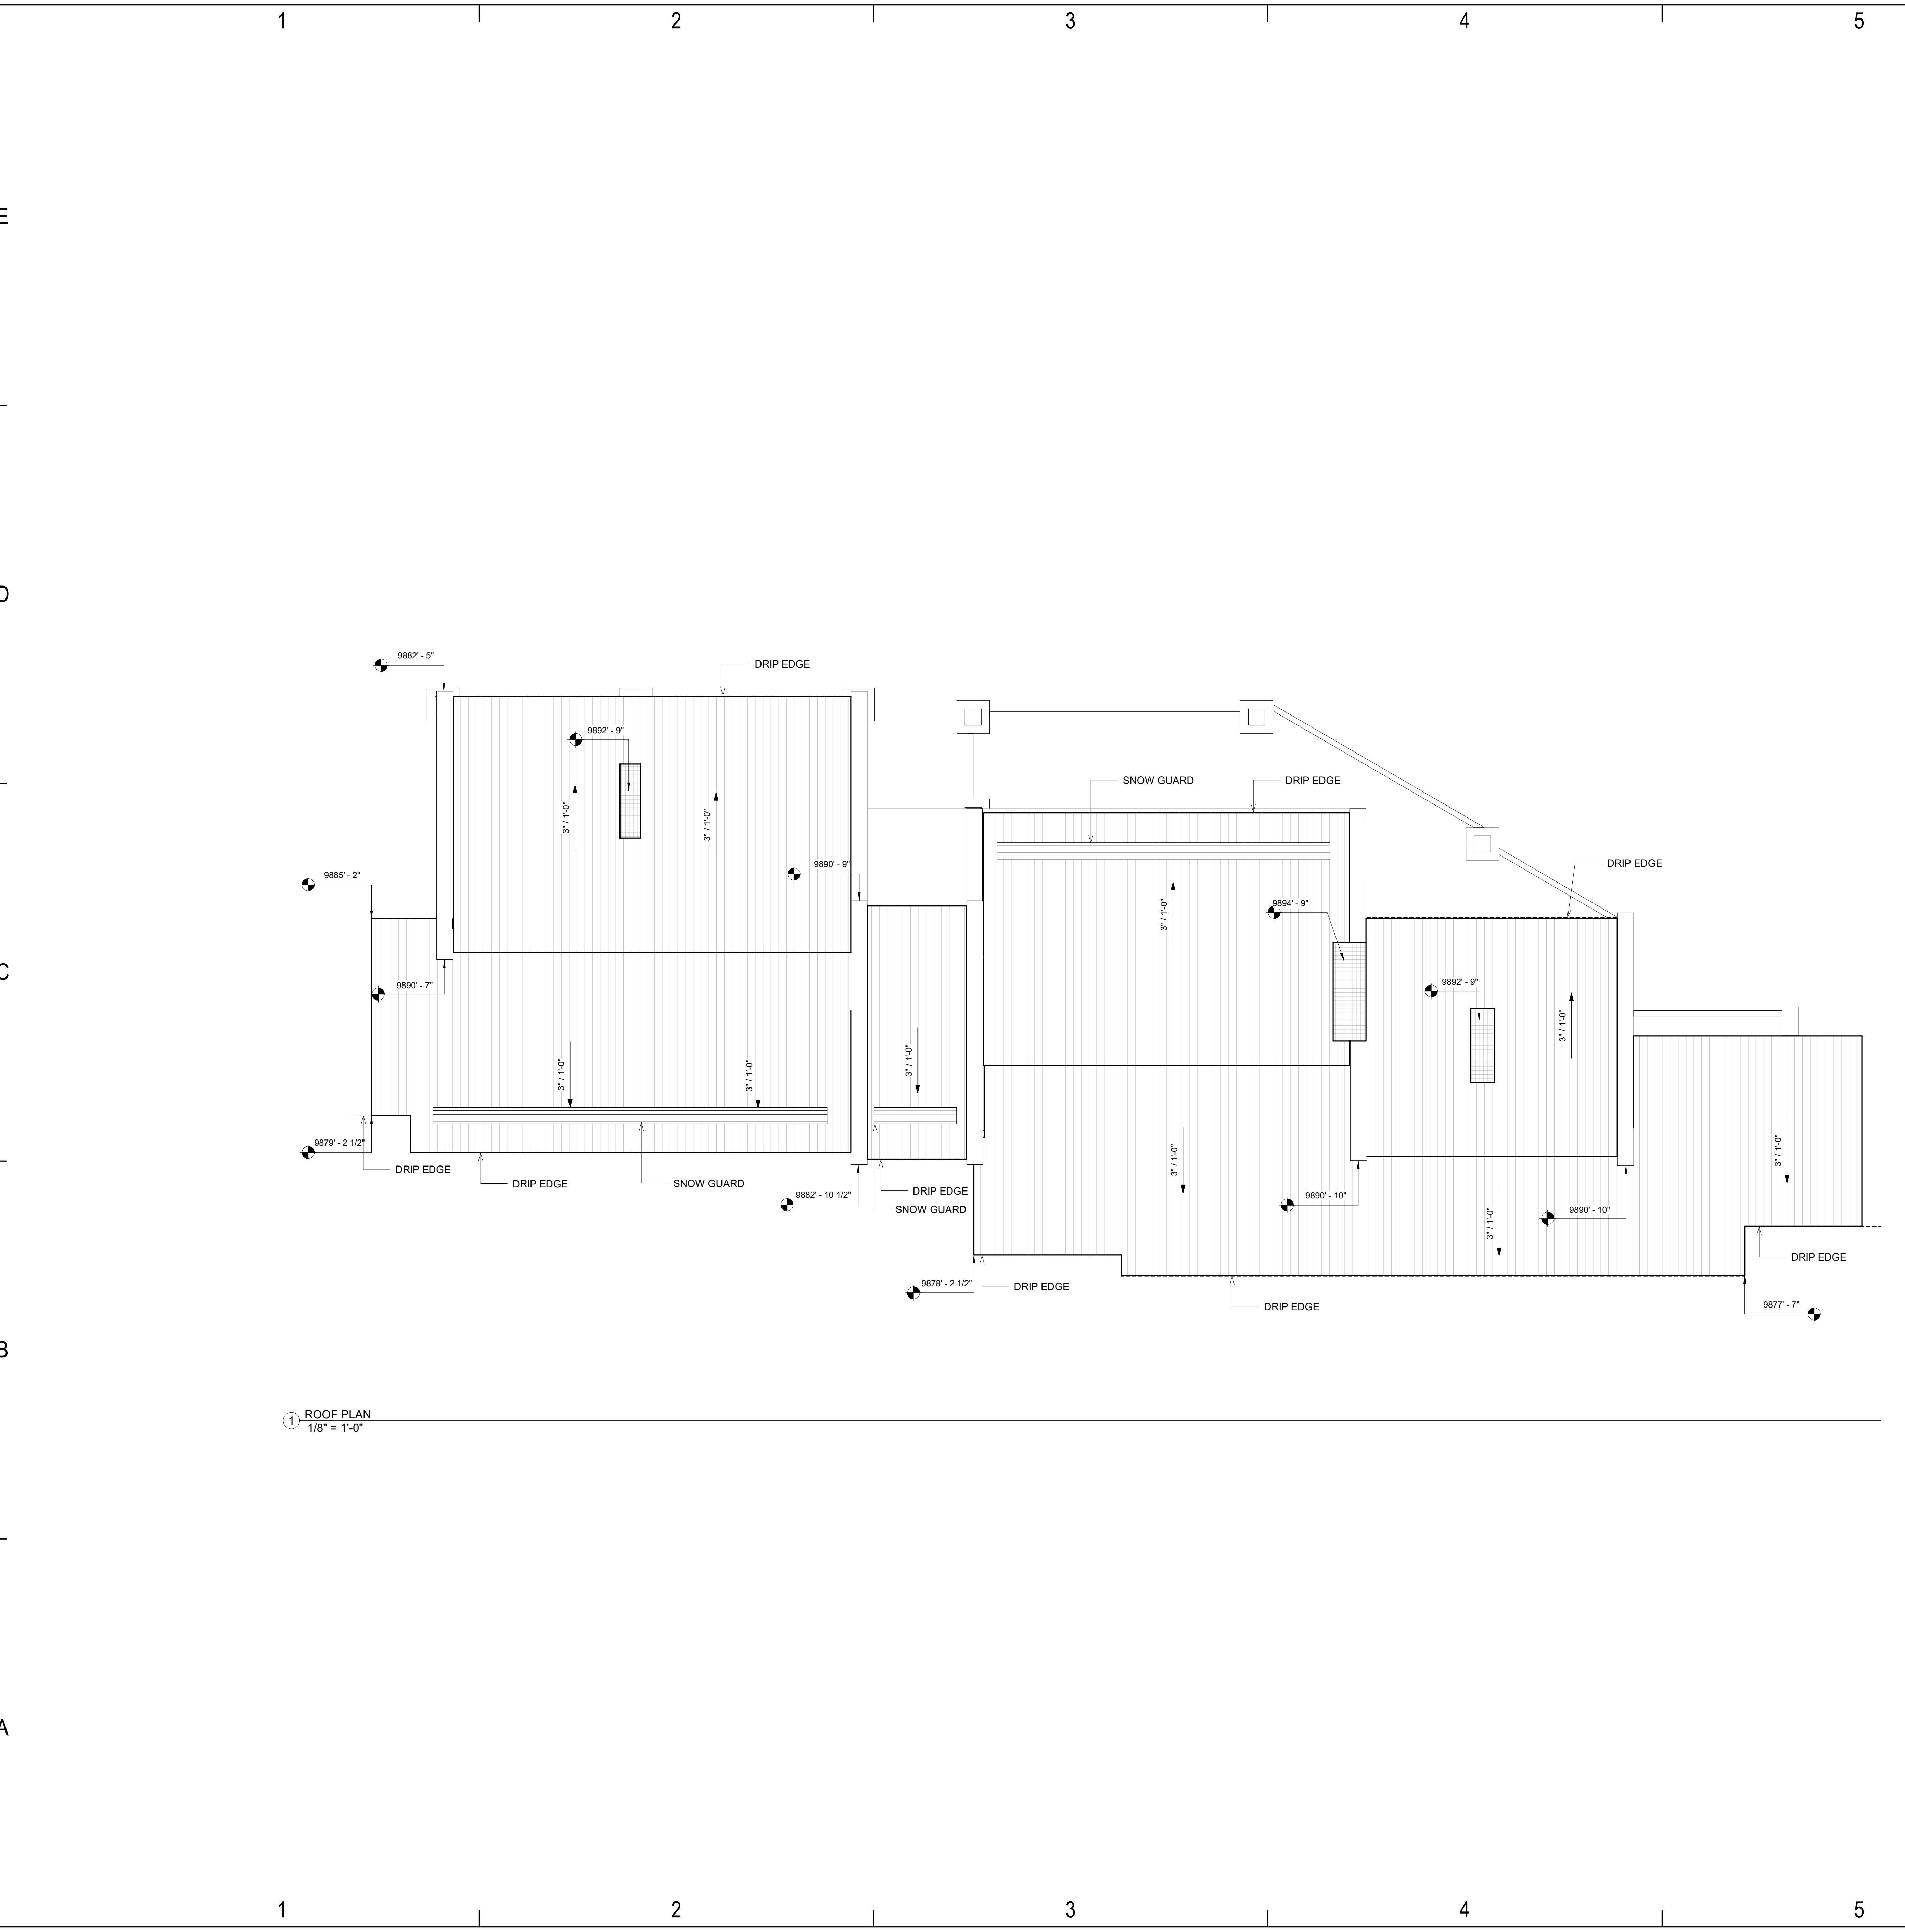 1 2 3 4 5
E
D
9882' - 5"
DRIP EDGE
9892' - 9"
SNOW GUARD
DRIP EDGE
3" / 1'-0"
3" / 1'-0"
9890' - 9"
DRIP EDGE
9885' - 2"
9894' - 9"
3" / 1'-0"
C
9890' - 7"
9892' - 9"
3" / 1'-0"
3" / 1'-0"
3" / 1'-0"
3" / 1'-0"
9879' - 2 1/2"
3" / 1'-0"
3" / 1'-0"
DRIP EDGE
DRIP EDGE
SNOW GUARD
9882' - 10 1/2"
DRIP EDGE
SNOW GUARD
9890' - 10"
9890' - 10"
3" / 1'-0"
DRIP EDGE
9878' - 2 1/2"
DRIP EDGE
DRIP EDGE
9877' - 7"
B
1 ROOF PLAN
1/8" = 1'-0"
A
1 2 3 4 5